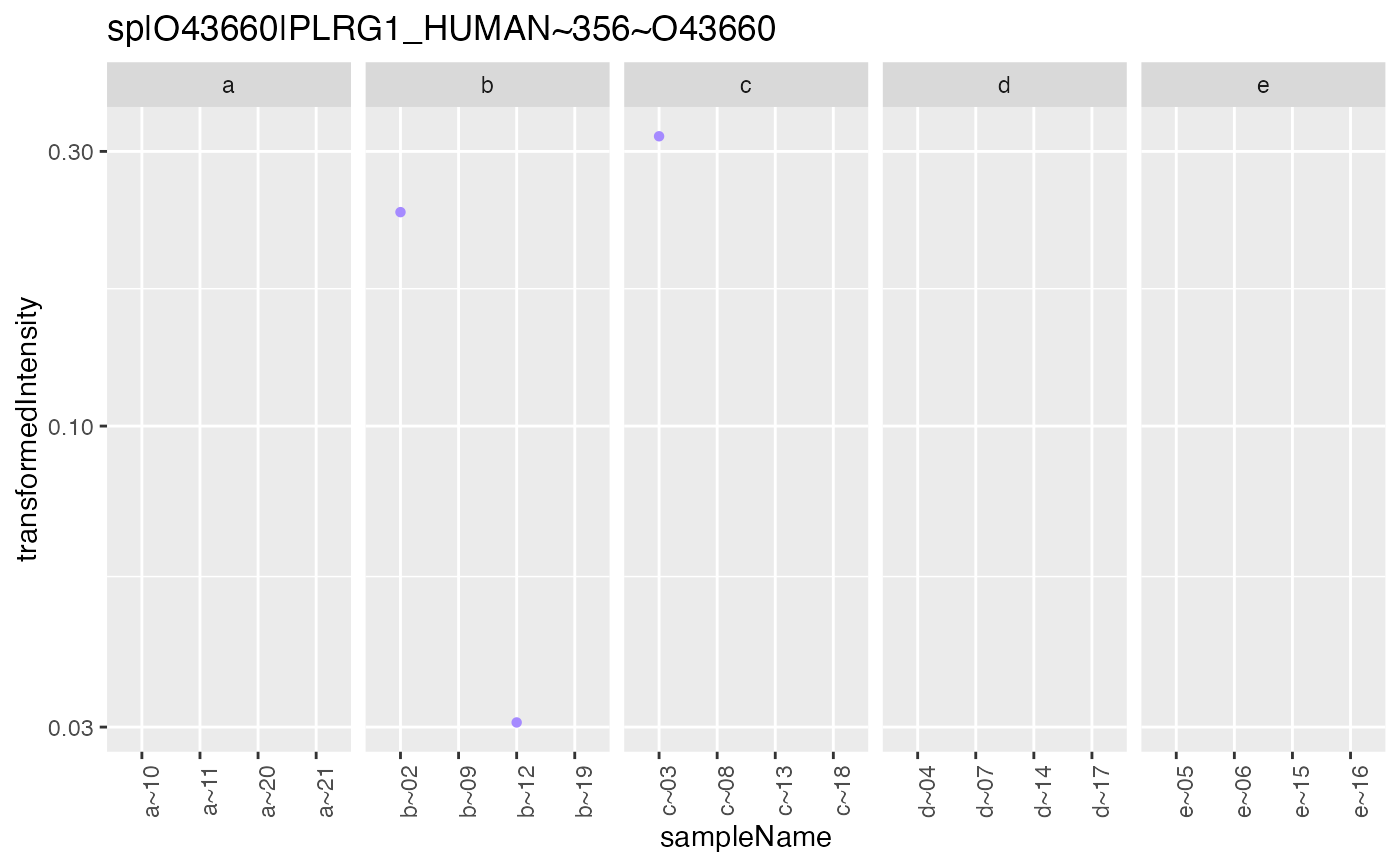 sp|O43660|PLRG1_HUMAN~356~O43660
a b c d e
0.30
0.10
0.03
transformedIntensity
a~10 a~11 a~20 a~21 b~02 b~09 b~12 b~19 c~03 c~08 c~13 c~18 d~04 d~07 d~14 d~17 e~05 e~06 e~15 e~16
sampleName